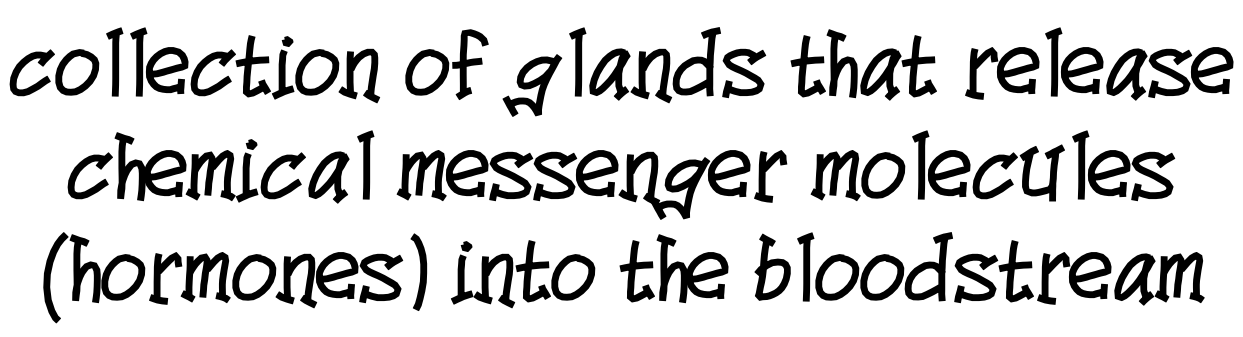 collection of glands that release
chemical messenger molecules
(hormones) into the bloodstream